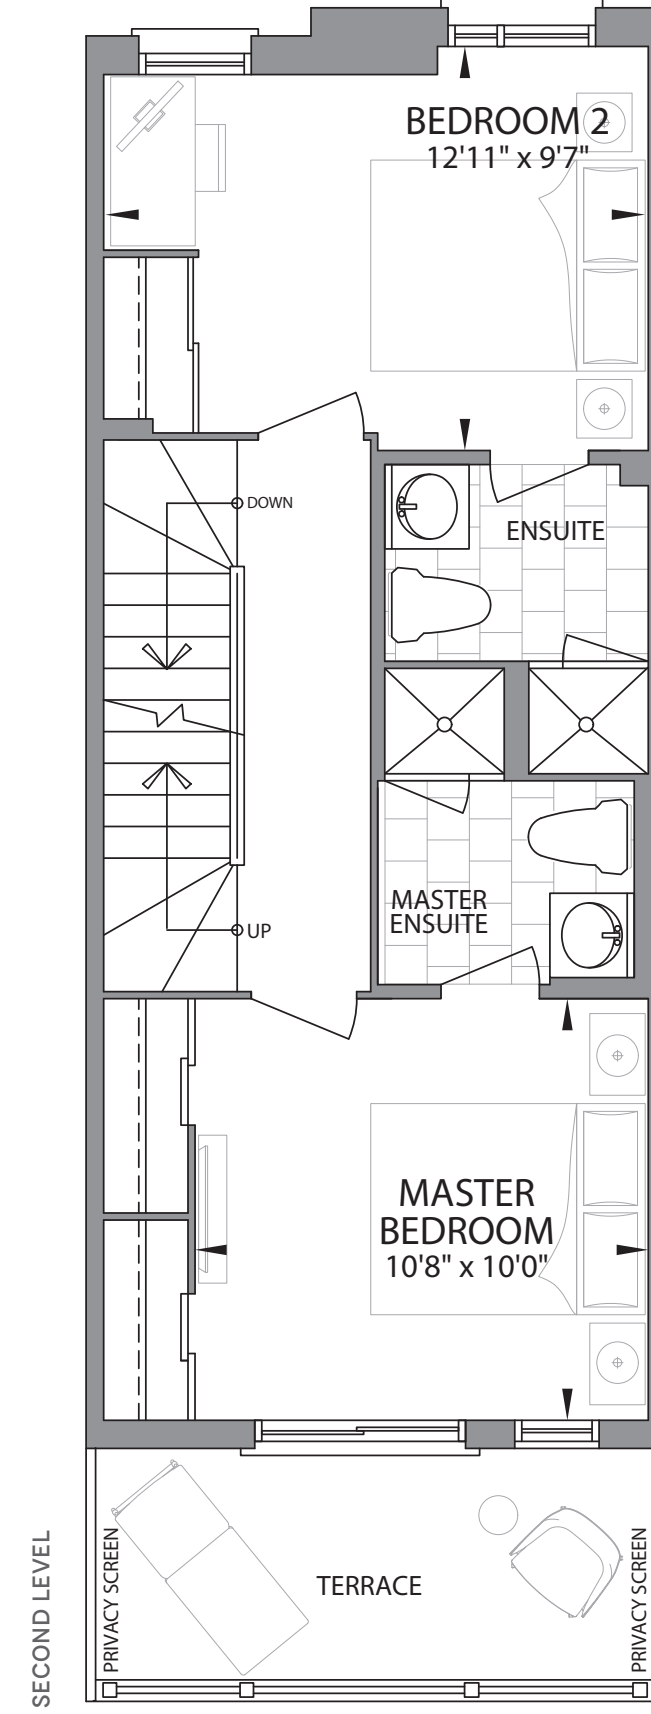 BEDROOM 2
12'11" x 9'7"
DOWN
ENSUITE
MASTER
ENSUITE
UP
MASTER
BEDROOM
10'8" x 10'0"
PRIVACY SCREEN
TERRACE
PRIVACY SCREEN
SECOND LEVEL